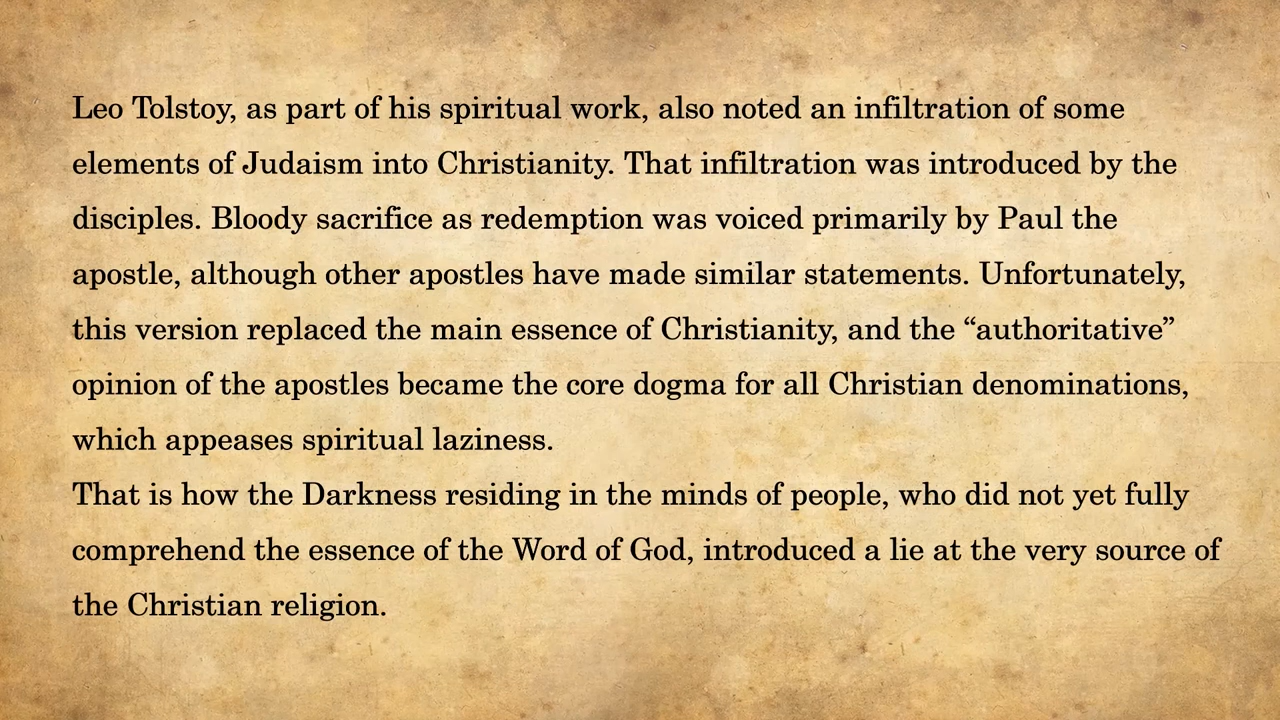 Leo Tolstoy, as part of his spiritual work, also noted an infiltration of some
elements of Judaism into Christianity. That infiltration was introduced by the
disciples. Bloody sacrifice as redemption was voiced primarily by Paul the
apostle, although other apostles have made similar statements. Unfortunately,
this version replaced the main essence of Christianity, and the “authoritative”
opinion of the apostles became the core dogma for all Christian denominations,
which appeases spiritual laziness.
That is how the Darkness residing in the minds of people, who did not yet fully
comprehend the essence of the Word of God, introduced a lie at the very source of
the Christian religion.